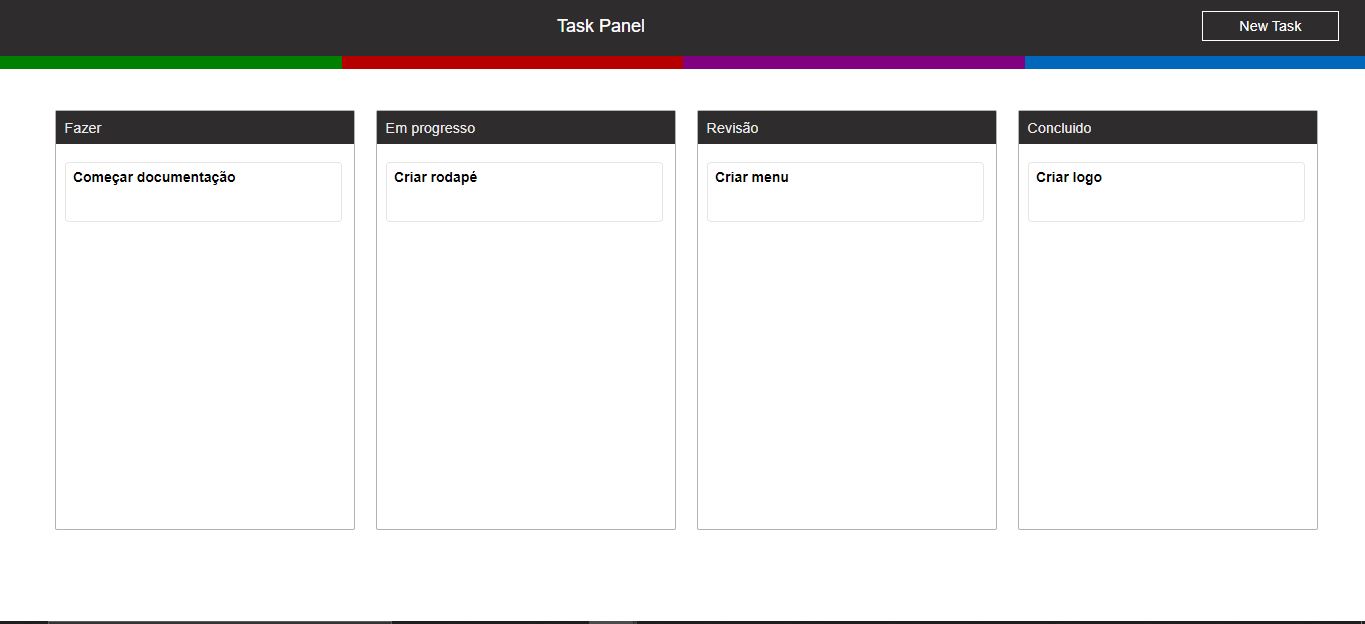 Task Panel
New Task
Fazer
Começar documentação
Em progresso
Criar rodapé
Revisão
Criar menu
Concluido
Criar logo